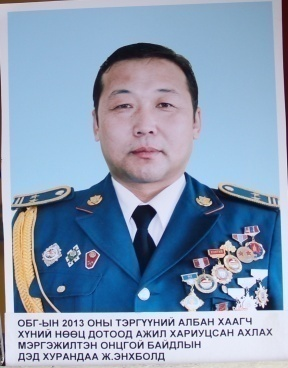 ОБГ-ЫН 2013 ОНЫ ТЭРГҮҮНИЙ АЛБАН ХААГЧ
ХҮНИЙ НӨӨЦ ДОТООД АЖИЛ ХАРИУЦСАН АХЛАХ
МЭРГЭЖИЛТЭН ОНЦГОЙ БАЙДЛЫН
ДЭД ХУРАНДАА Ж.ЭНХБОЛД